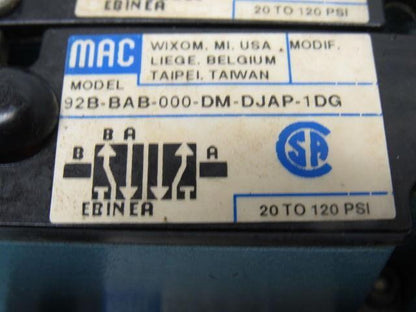 EBINEA
20 TO 120 PSI
MAC
WIXOM, MI. USA MODIF.
LIEGE, BELGIUM
TAIPEI, TAIWAN
MODEL
92B-BAB-000-DM-DJAP-1DG
B A
B A
EBINEA
SA
20 TO 120 PSI